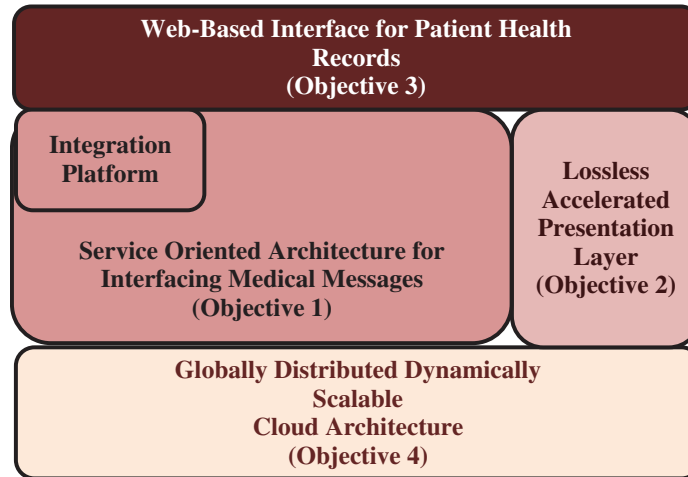 Web-Based Interface for Patient Health
Records
(Objective 3)
Integration
Platform
Service Oriented Architecture for
Interfacing Medical Messages
(Objective 1)
Lossless
Accelerated
Presentation
Layer
(Objective 2)
Globally Distributed Dynamically
Scalable
Cloud Architecture
(Objective 4)